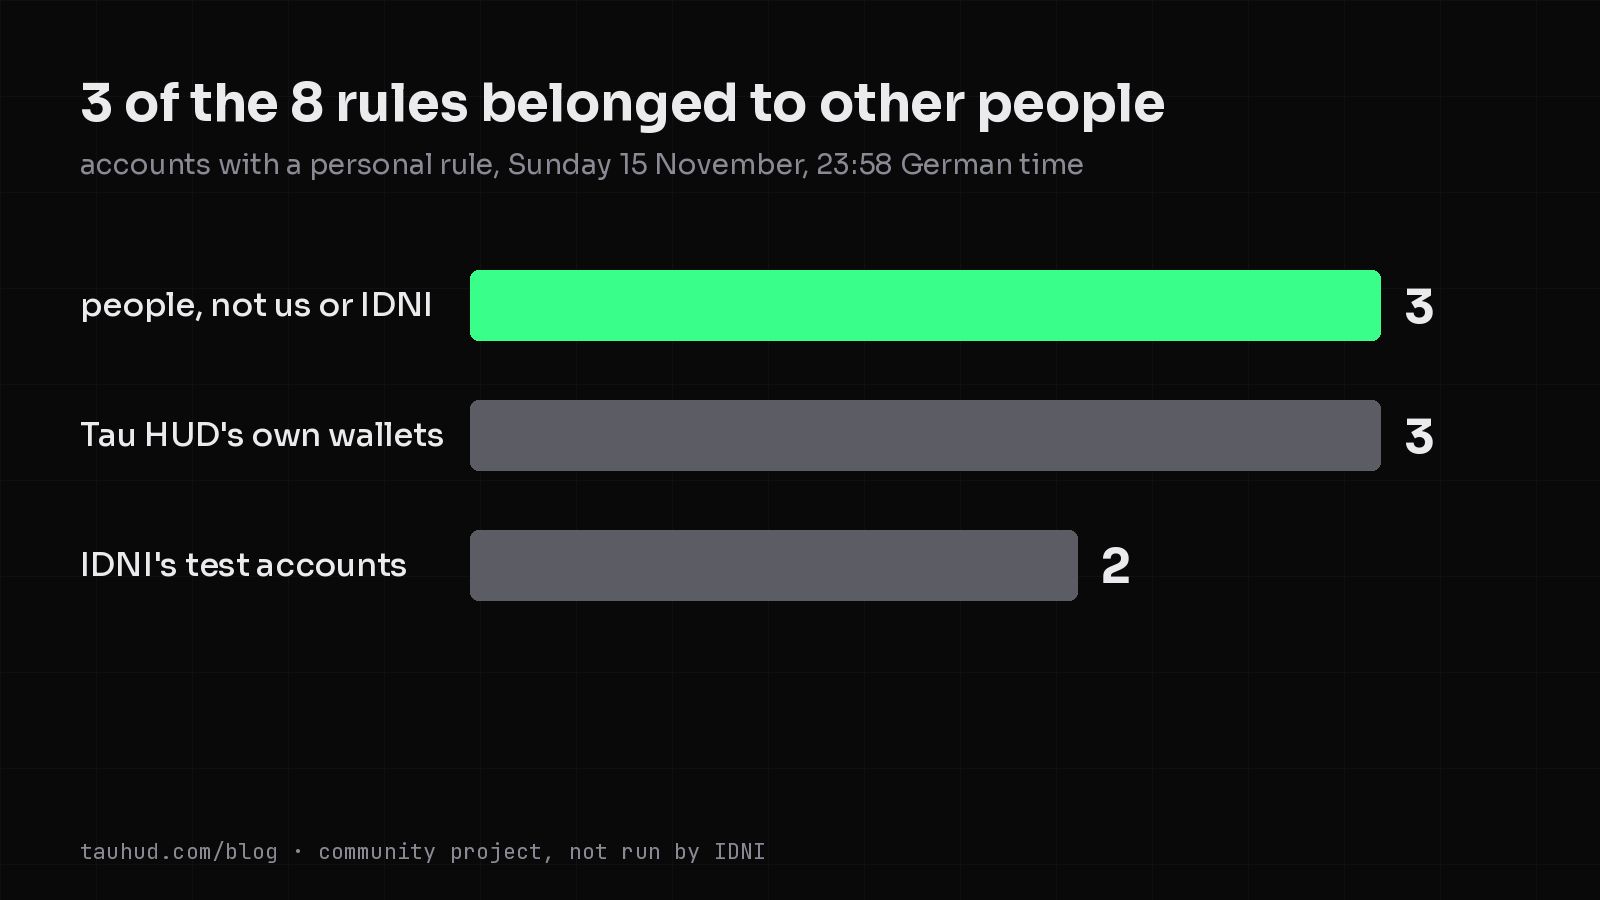 3 of the 8 rules belonged to other people
accounts with a personal rule, Sunday 15 November, 23:58 German time
people, not us or IDNI 3
Tau HUD's own wallets 3
IDNI's test accounts 2
tauhud.com/blog · community project, not run by IDNI